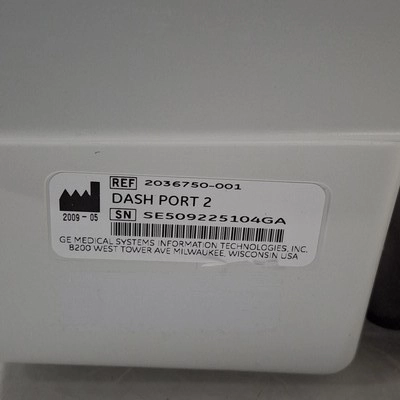 REF 2036750-001
DASH PORT 2
2009-05
SN SE509225104GA
GE MEDICAL SYSTEMS INFORMATION TECHNOLOGIES, INC.
8200 WEST TOWER AVE MILWAUKEE, WISCONSIN USA